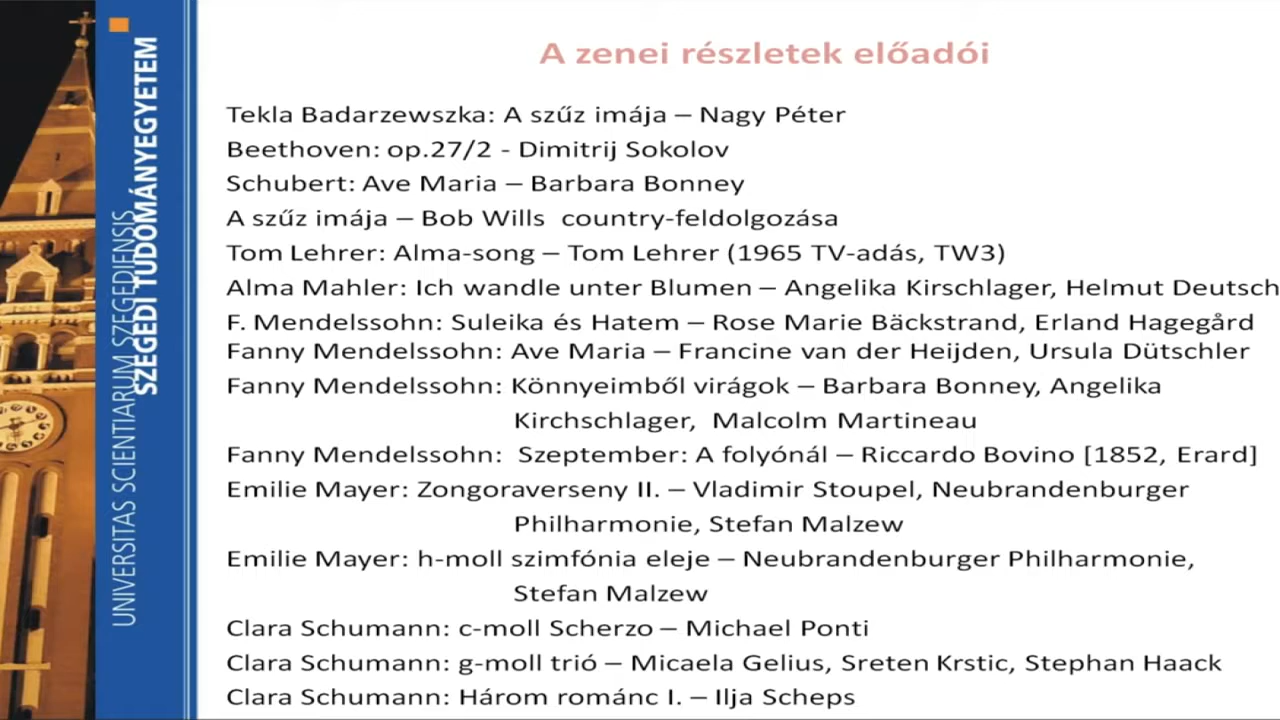 UNIVERSITAS SCIENTIARUM SZEGEDIENSIS
SZEGEDI TUDOMÁNYEGYETEM
A zenei részletek előadói
Tekla Badarzewszka: A szűz imája – Nagy Péter
Beethoven: op.27/2 - Dimitrij Sokolov
Schubert: Ave Maria – Barbara Bonney
A szűz imája – Bob Wills country-feldolgozása
Tom Lehrer: Alma-song – Tom Lehrer (1965 TV-adás, TW3)
Alma Mahler: Ich wandle unter Blumen – Angelika Kirschlager, Helmut Deutsch
F. Mendelssohn: Suleika és Hatem – Rose Marie Bäckstrand, Erland Hagegård
Fanny Mendelssohn: Ave Maria – Francine van der Heijden, Ursula Dütschler
Fanny Mendelssohn: Könnyeimből virágok – Barbara Bonney, Angelika
Kirchschlager, Malcolm Martineau
Fanny Mendelssohn: Szeptember: A folyónál – Riccardo Bovino [1852, Erard]
Emilie Mayer: Zongoraverseny II. – Vladimir Stoupel, Neubrandenburger
Philharmonie, Stefan Malzew
Emilie Mayer: h-moll szimfónia eleje – Neubrandenburger Philharmonie,
Stefan Malzew
Clara Schumann: c-moll Scherzo – Michael Ponti
Clara Schumann: g-moll trió – Micaela Gelius, Sreten Krstic, Stephan Haack
Clara Schumann: Három románc I. – Ilja Scheps